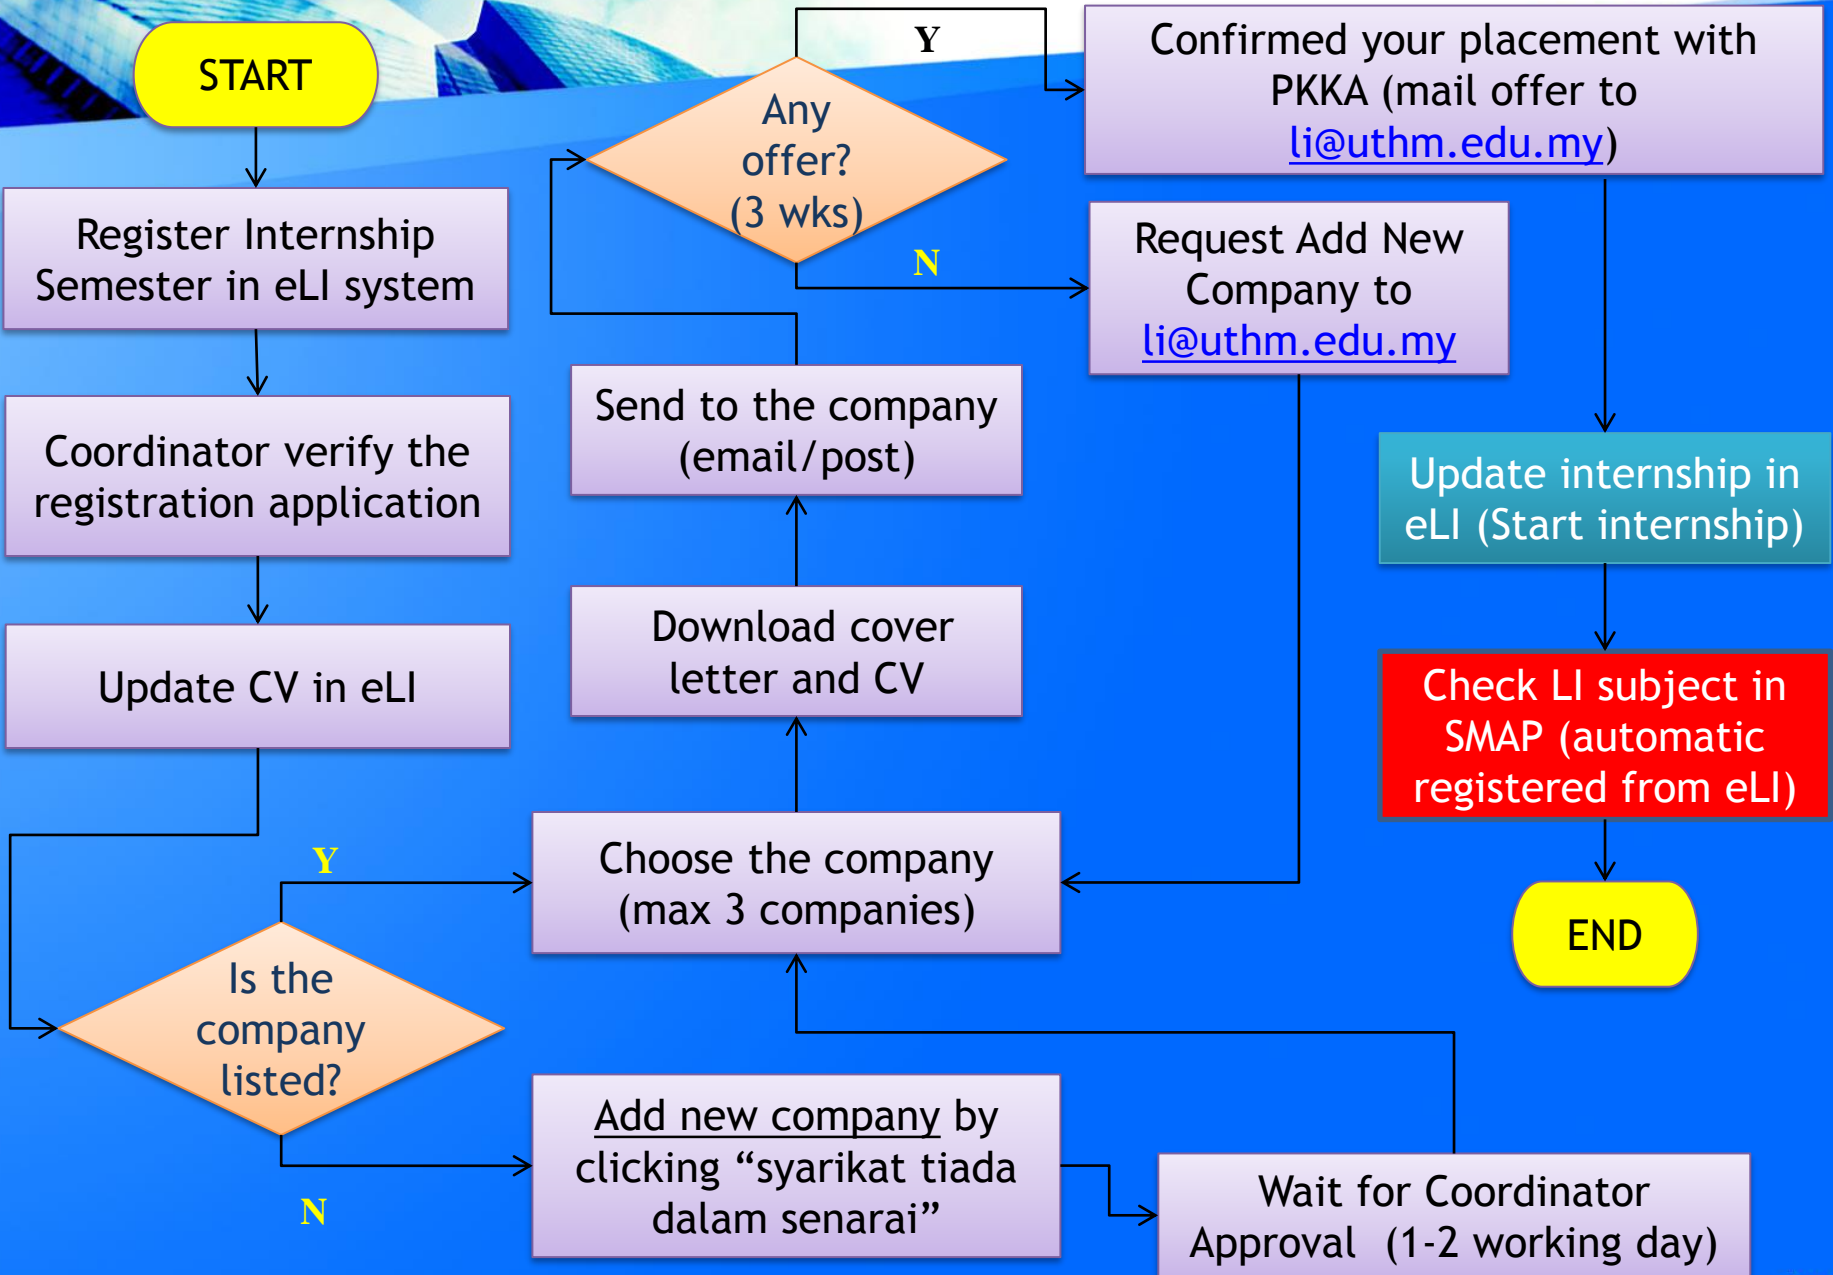 START
Register Internship
Semester in eLI system
Coordinator verify the
registration application
Update CV in eLI
Is the
company
listed?
Y
N
Add new company by
clicking “syarikat tiada
dalam senarai”
Wait for Coordinator
Approval (1-2 working day)
Choose the company
(max 3 companies)
Download cover
letter and CV
Send to the company
(email/post)
Any
offer?
(3 wks)
Y
N
Confirmed your placement with
PKKA (mail offer to
li@uthm.edu.my)
Request Add New
Company to
li@uthm.edu.my
Update internship in
eLI (Start internship)
Check LI subject in
SMAP (automatic
registered from eLI)
END